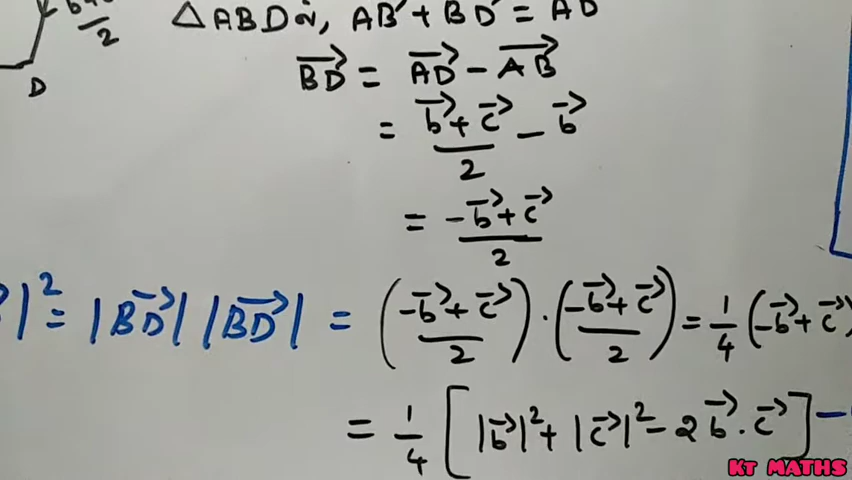 △ABDல், AB + BD = AD
/2
D
BD⃗ = AD⃗ - AB⃗
= (b⃗ + c⃗)/2 - b⃗
= (-b⃗ + c⃗)/2
|² = |BD⃗| |BD⃗| = ((-b⃗ + c⃗)/2) · ((-b⃗ + c⃗)/2) = 1/4 (-b⃗ + c⃗)
= 1/4 [|b⃗|² + |c⃗|² - 2b⃗ · c⃗] -
KT MATHS